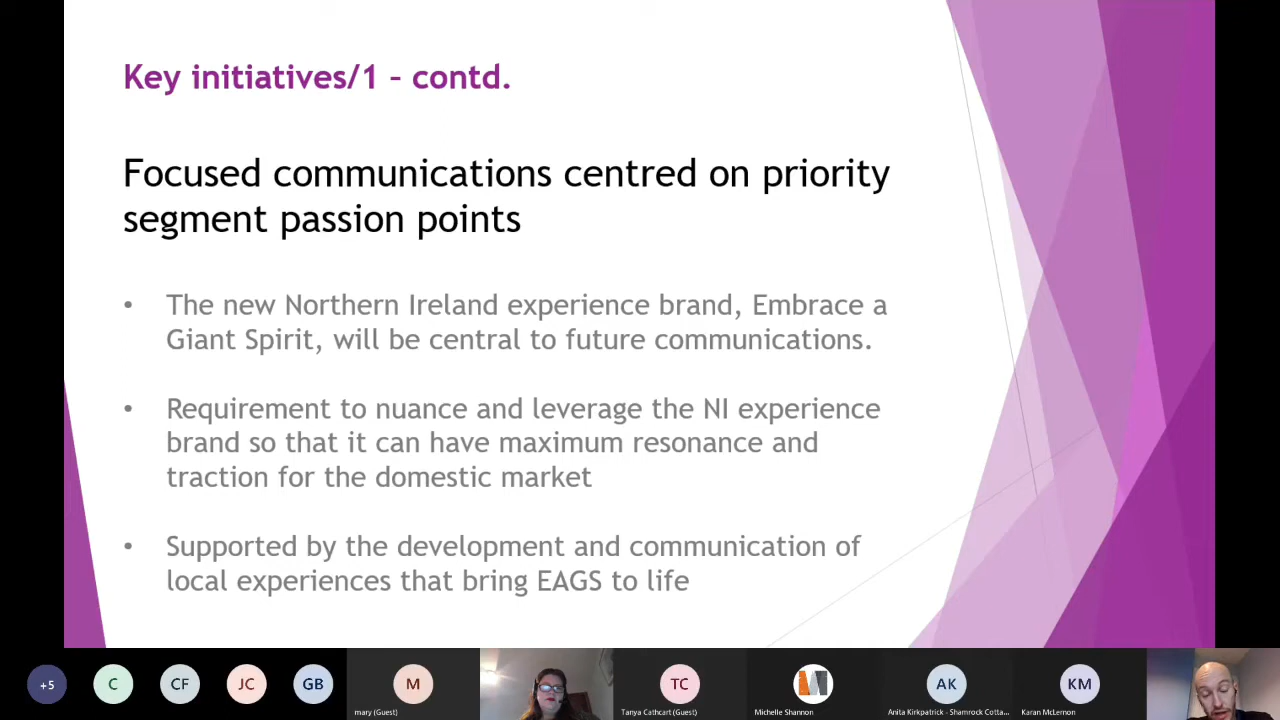 Key initiatives/1 – contd.
Focused communications centred on priority
segment passion points
• The new Northern Ireland experience brand, Embrace a
Giant Spirit, will be central to future communications.
• Requirement to nuance and leverage the NI experience
brand so that it can have maximum resonance and
traction for the domestic market
• Supported by the development and communication of
local experiences that bring EAGS to life
+5
C
CF
JC
GB
M
mary (Guest)
TC
Tanya Cathcart (Guest)
Michelle Shannon
AK
Anita Kirkpatrick - Shamrock Cotta...
KM
Karan McLernon